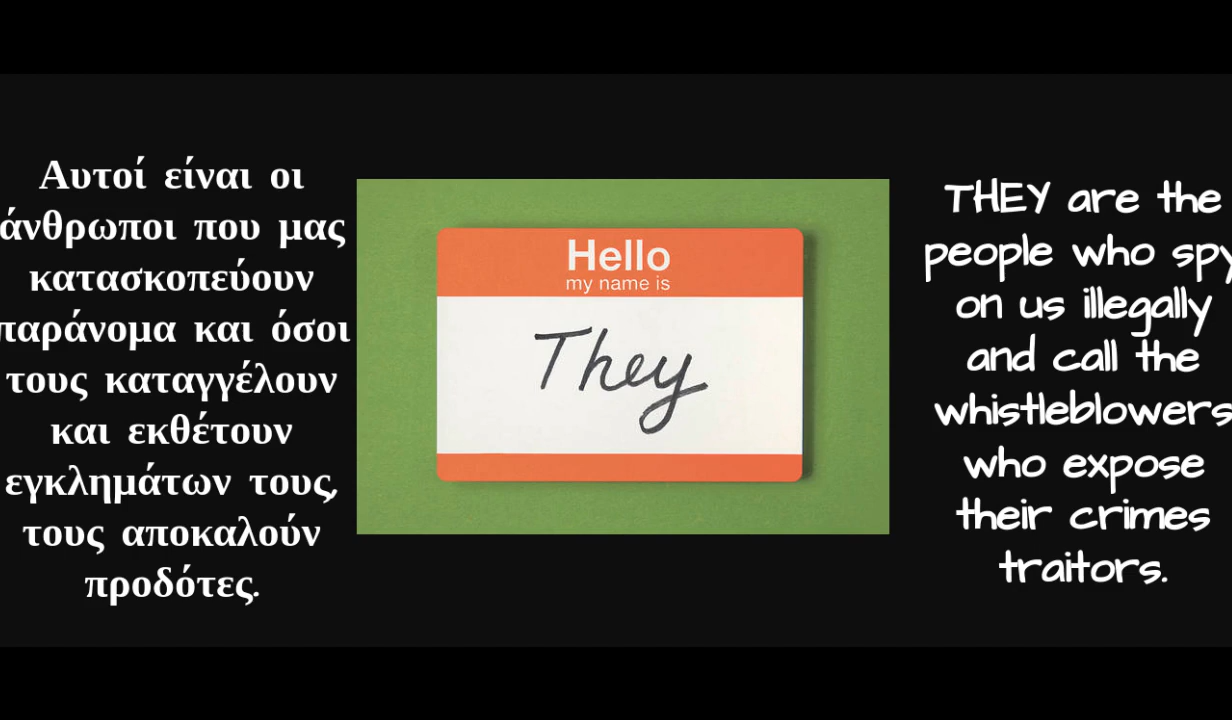 Αυτοί είναι οι
άνθρωποι που μας
κατασκοπεύουν
παράνομα και όσοι
τους καταγγέλουν
και εκθέτουν
εγκλημάτων τους,
τους αποκαλούν
προδότες.
Hello
my name is
They
THEY are the
people who spy
on us illegally
and call the
whistleblowers
who expose
their crimes
traitors.